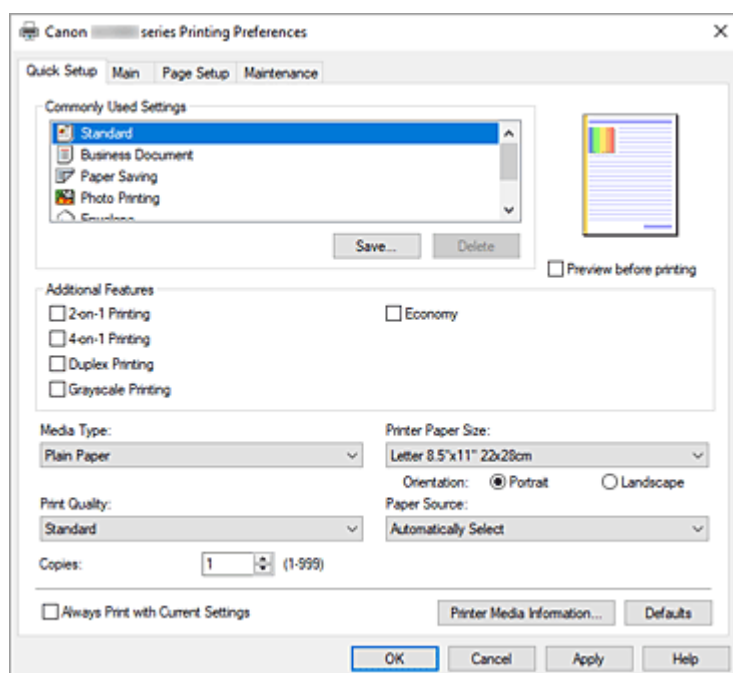 Canon series Printing Preferences
Quick Setup Main Page Setup Maintenance
Commonly Used Settings
Standard
Business Document
Paper Saving
Photo Printing
Save... Delete
Preview before printing
Additional Features
2-on-1 Printing Economy
4-on-1 Printing
Duplex Printing
Grayscale Printing
Media Type: Printer Paper Size:
Plain Paper Letter 8.5"x11" 22x28cm
Orientation: Portrait Landscape
Print Quality: Paper Source:
Standard Automatically Select
Copies: 1 (1-999)
Always Print with Current Settings Printer Media Information... Defaults
OK Cancel Apply Help